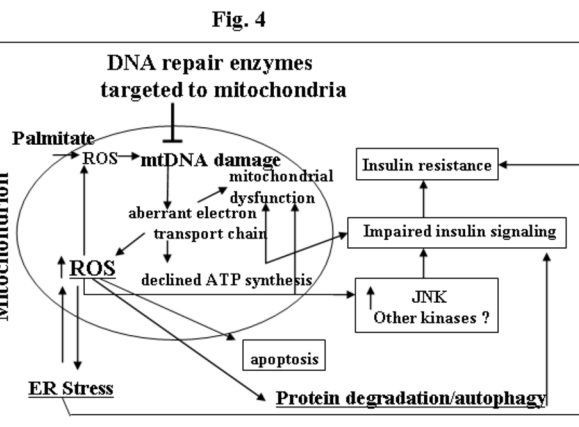 Fig. 4
DNA repair enzymes
targeted to mitochondria
Palmitate
ROS
mtDNA damage
mitochondrial
dysfunction
aberrant electron
transport chain
ROS
declined ATP synthesis
Insulin resistance
Impaired insulin signaling
JNK
Other kinases ?
apoptosis
ER Stress
Protein degradation/autophagy
Mitochondrion